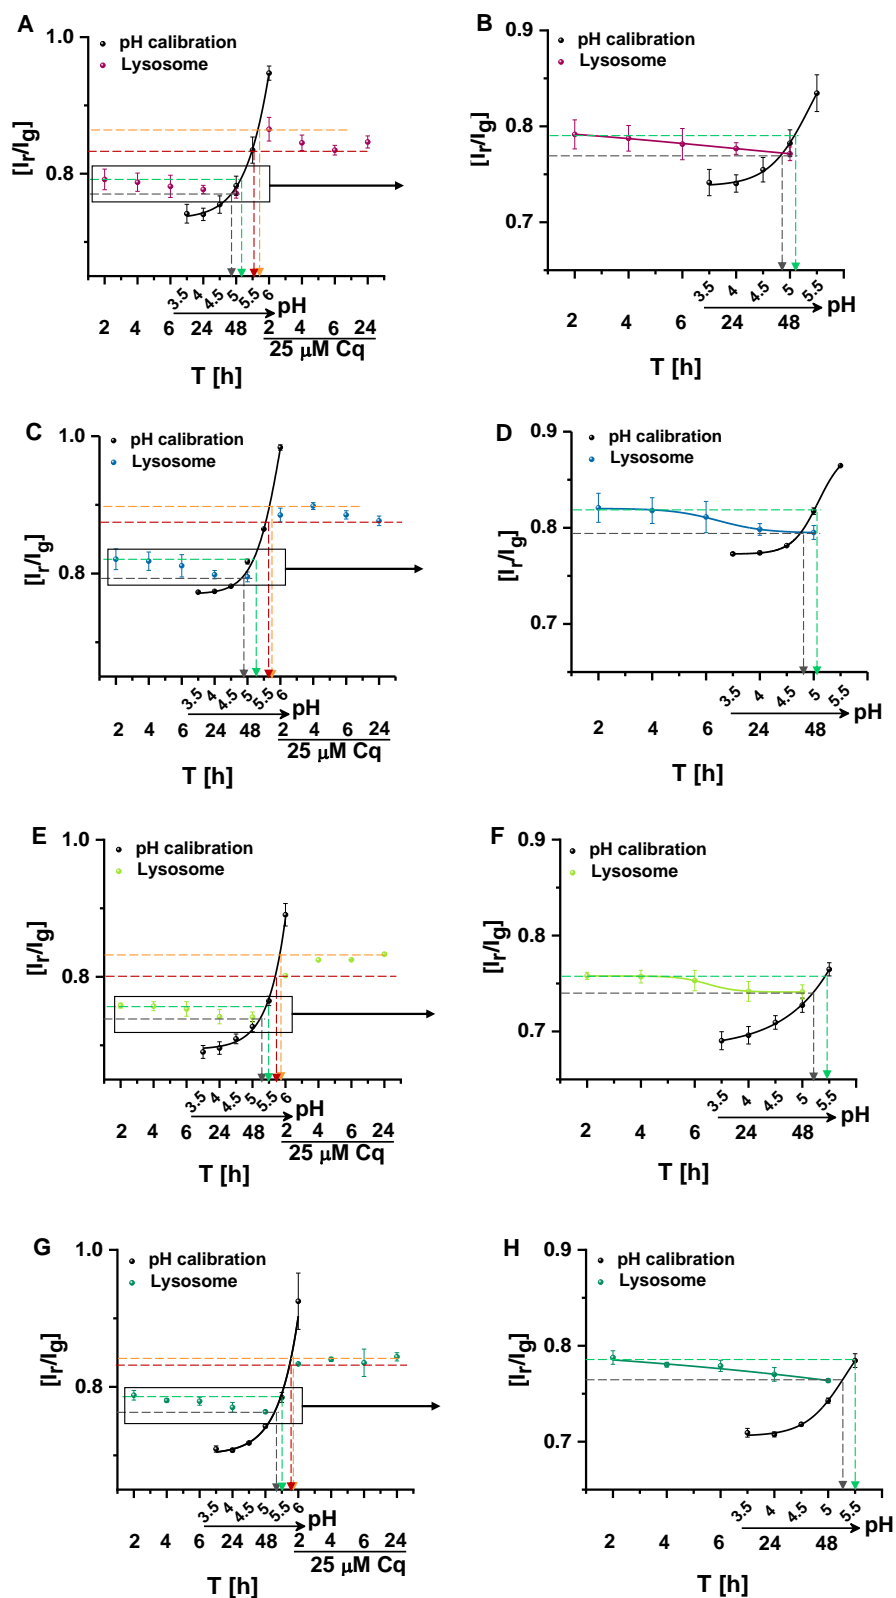 A
1.0
pH calibration
Lysosome
[Ir/Ig]
0.8
3.5 4 4.5 5 5.5 6 pH
2 4 6 24 48 2 4 6 24
25 μM Cq
T [h]
B
0.9
pH calibration
Lysosome
[Ir/Ig]
0.8
0.7
3.5 4 4.5 5 5.5 pH
2 4 6 24 48
T [h]
C
1.0
pH calibration
Lysosome
[Ir/Ig]
0.8
3.5 4 4.5 5 5.5 6 pH
2 4 6 24 48 2 4 6 24
25 μM Cq
T [h]
D
0.9
pH calibration
Lysosome
[Ir/Ig]
0.8
0.7
3.5 4 4.5 5 5.5 pH
2 4 6 24 48
T [h]
E
1.0
pH calibration
Lysosome
[Ir/Ig]
0.8
3.5 4 4.5 5 5.5 6 pH
2 4 6 24 48 2 4 6 24
25 μM Cq
T [h]
F
0.9
pH calibration
Lysosome
[Ir/Ig]
0.8
0.7
3.5 4 4.5 5 5.5 pH
2 4 6 24 48
T [h]
G
1.0
pH calibration
Lysosome
[Ir/Ig]
0.8
3.5 4 4.5 5 5.5 6 pH
2 4 6 24 48 2 4 6 24
25 μM Cq
T [h]
H
0.9
pH calibration
Lysosome
[Ir/Ig]
0.8
0.7
3.5 4 4.5 5 5.5 pH
2 4 6 24 48
T [h]